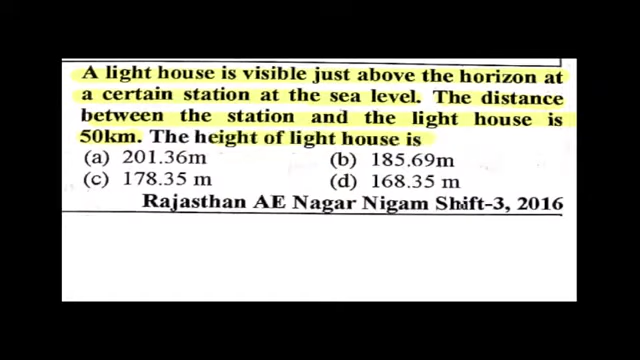 A light house is visible just above the horizon at
a certain station at the sea level. The distance
between the station and the light house is
50km. The height of light house is
(a) 201.36m (b) 185.69m
(c) 178.35 m (d) 168.35 m
Rajasthan AE Nagar Nigam Shift-3, 2016